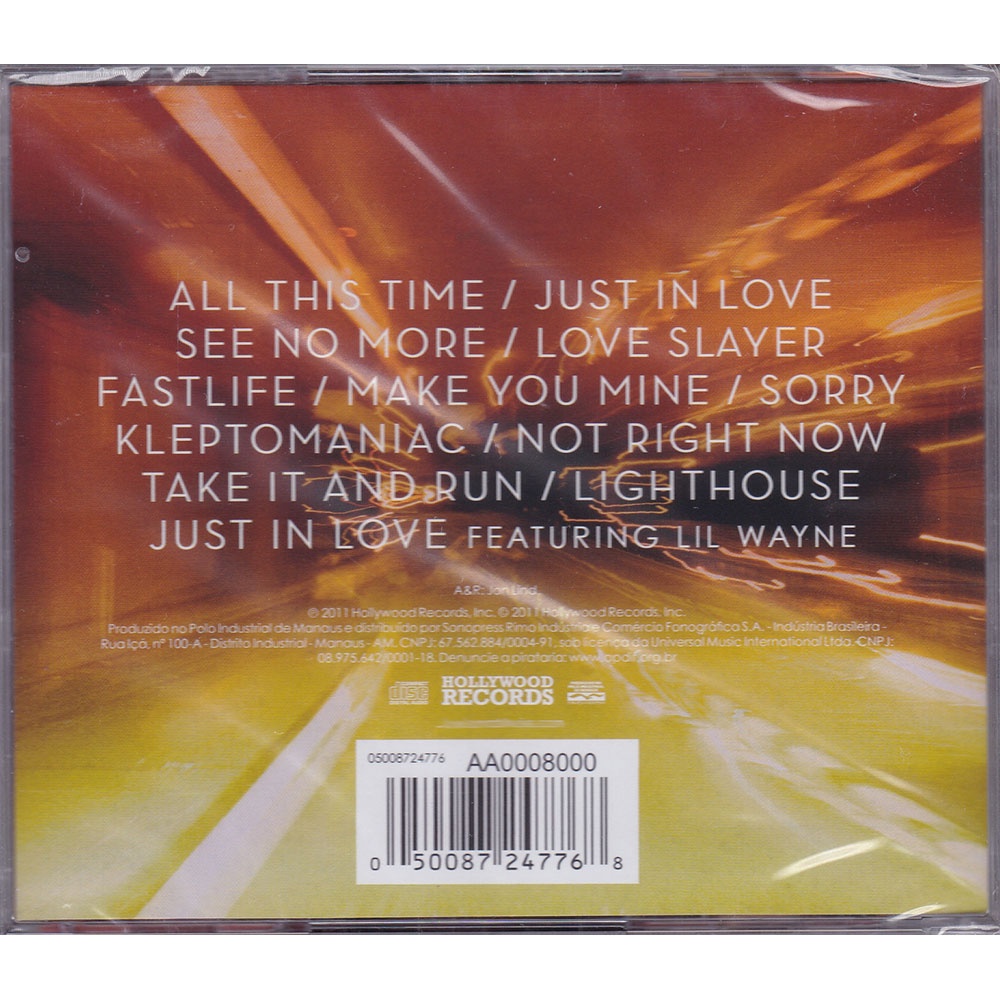 ALL THIS TIME / JUST IN LOVE
SEE NO MORE / LOVE SLAYER
FASTLIFE / MAKE YOU MINE / SORRY
KLEPTOMANIAC / NOT RIGHT NOW
TAKE IT AND RUN / LIGHTHOUSE
JUST IN LOVE FEATURING LIL WAYNE
A&R: Jon Lind.
℗ 2011 Hollywood Records, Inc. © 2011 Hollywood Records, Inc.
Produzido no Polo Industrial de Manaus e distribuído por Sonopress Rimo Indústria e Comércio Fonográfica S.A. - Indústria Brasileira -
Rua Içá, nº 100-A - Distrito Industrial - Manaus - AM. CNPJ: 67.562.884/0004-91, sob licença da Universal Music International Ltda -CNPJ:
08.975.642/0001-18. Denuncie a pirataria:
disc
DIGITAL AUDIO
HOLLYWOOD
RECORDS
05008724776 AA0008000
0 50087 24776 8